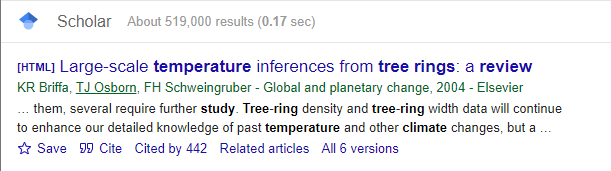 Scholar About 519,000 results (0.17 sec)
[HTML] Large-scale temperature inferences from tree rings: a review
KR Briffa, TJ Osborn, FH Schweingruber - Global and planetary change, 2004 - Elsevier
… them, several require further study. Tree-ring density and tree-ring width data will continue
to enhance our detailed knowledge of past temperature and other climate changes, but a …
Save Cite Cited by 442 Related articles All 6 versions